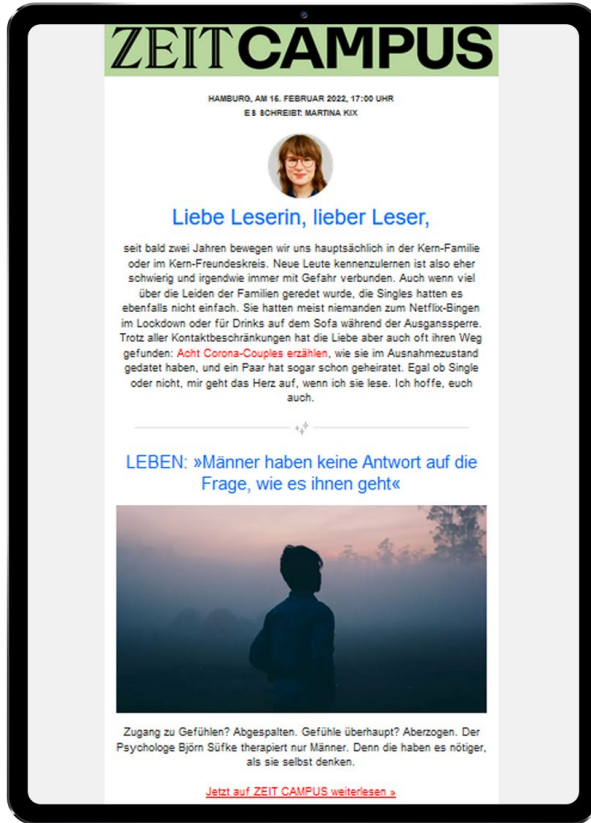 ZEIT CAMPUS
HAMBURG, AM 16. FEBRUAR 2022, 17:00 UHR
ES SCHREIBT: MARTINA KIX
Liebe Leserin, lieber Leser,
seit bald zwei Jahren bewegen wir uns hauptsächlich in der Kern-Familie
oder im Kern-Freundeskreis. Neue Leute kennenzulernen ist also eher
schwierig und irgendwie immer mit Gefahr verbunden. Auch wenn viel
über die Leiden der Familien geredet wurde, die Singles hatten es
ebenfalls nicht einfach. Sie hatten meist niemanden zum Netflix-Bingen
im Lockdown oder für Drinks auf dem Sofa während der Ausganssperre.
Trotz aller Kontaktbeschränkungen hat die Liebe aber auch oft ihren Weg
gefunden: Acht Corona-Couples erzählen, wie sie im Ausnahmezustand
gedatet haben, und ein Paar hat sogar schon geheiratet. Egal ob Single
oder nicht, mir geht das Herz auf, wenn ich sie lese. Ich hoffe, euch
auch.
LEBEN: »Männer haben keine Antwort auf die
Frage, wie es ihnen geht«
Zugang zu Gefühlen? Abgespalten. Gefühle überhaupt? Aberzogen. Der
Psychologe Björn Süfke therapiert nur Männer. Denn die haben es nötiger,
als sie selbst denken.
Jetzt auf ZEIT CAMPUS weiterlesen »